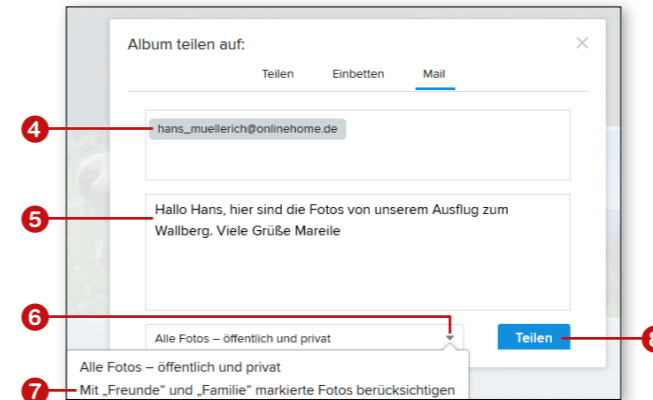 Album teilen auf:
Teilen Einbetten Mail
4 hans_muellerich@onlinehome.de
5 Hallo Hans, hier sind die Fotos von unserem Ausflug zum
Wallberg. Viele Grüße Mareile
6
Alle Fotos – öffentlich und privat Teilen 8
Alle Fotos – öffentlich und privat
7 Mit „Freunde“ und „Familie“ markierte Fotos berücksichtigen